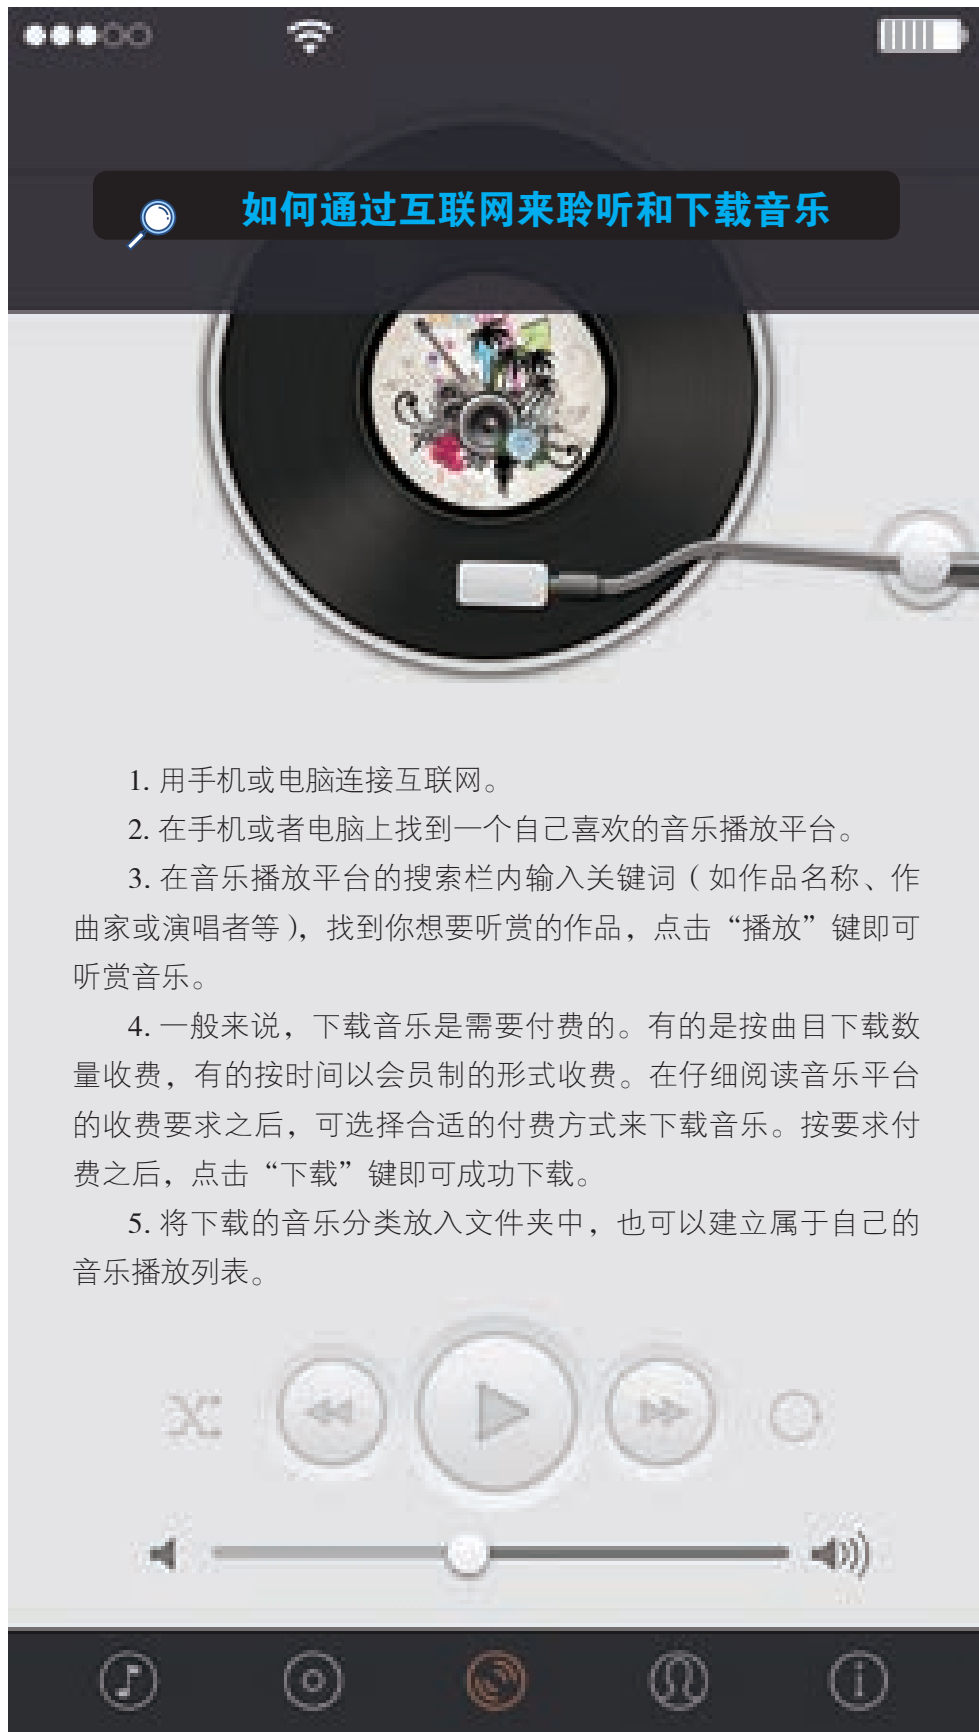 如何通过互联网来聆听和下载音乐
1. 用手机或电脑连接互联网。
2. 在手机或者电脑上找到一个自己喜欢的音乐播放平台。
3. 在音乐播放平台的搜索栏内输入关键词（如作品名称、作
曲家或演唱者等），找到你想要听赏的作品，点击“播放”键即可
听赏音乐。
4. 一般来说，下载音乐是需要付费的。有的是按曲目下载数
量收费，有的按时间以会员制的形式收费。在仔细阅读音乐平台
的收费要求之后，可选择合适的付费方式来下载音乐。按要求付
费之后，点击“下载”键即可成功下载。
5. 将下载的音乐分类放入文件夹中，也可以建立属于自己的
音乐播放列表。